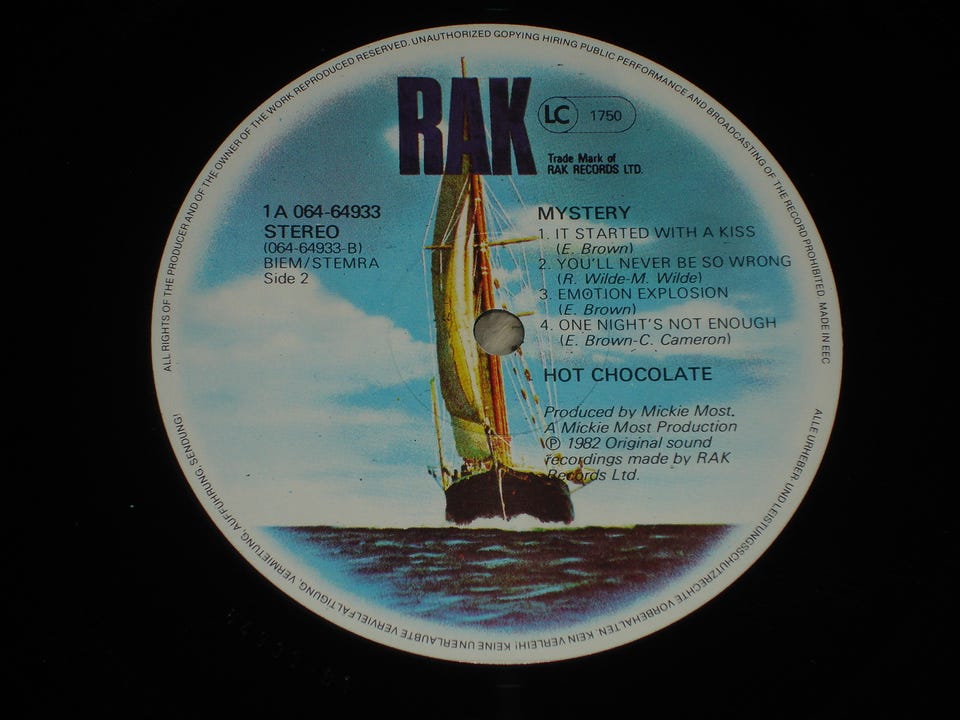 ALL RIGHTS OF THE PRODUCER AND OF THE OWNER OF THE WORK REPRODUCED RESERVED. UNAUTHORIZED COPYING HIRING PUBLIC PERFORMANCE AND BROADCASTING OF THE RECORD PROHIBITED. MADE IN EEC
RAK
LC 1750
Trade Mark of
RAK RECORDS LTD.
1A 064-64933
STEREO
(064-64933-B)
BIEM/STEMRA
Side 2
MYSTERY
1. IT STARTED WITH A KISS
(E. Brown)
2. YOU'LL NEVER BE SO WRONG
(R. Wilde-M. Wilde)
3. EMOTION EXPLOSION
(E. Brown)
4. ONE NIGHT'S NOT ENOUGH
(E. Brown-C. Cameron)
HOT CHOCOLATE
Produced by Mickie Most.
A Mickie Most Production
℗ 1982 Original sound
recordings made by RAK
Records Ltd.
ALLE URHEBER- UND LEISTUNGSSCHUTZRECHTE VORBEHALTEN. KEIN VERLEIH! KEINE UNERLAUBTE VERVIELFÄLTIGUNG, VERMIETUNG, AUFFÜHRUNG, SENDUNG!